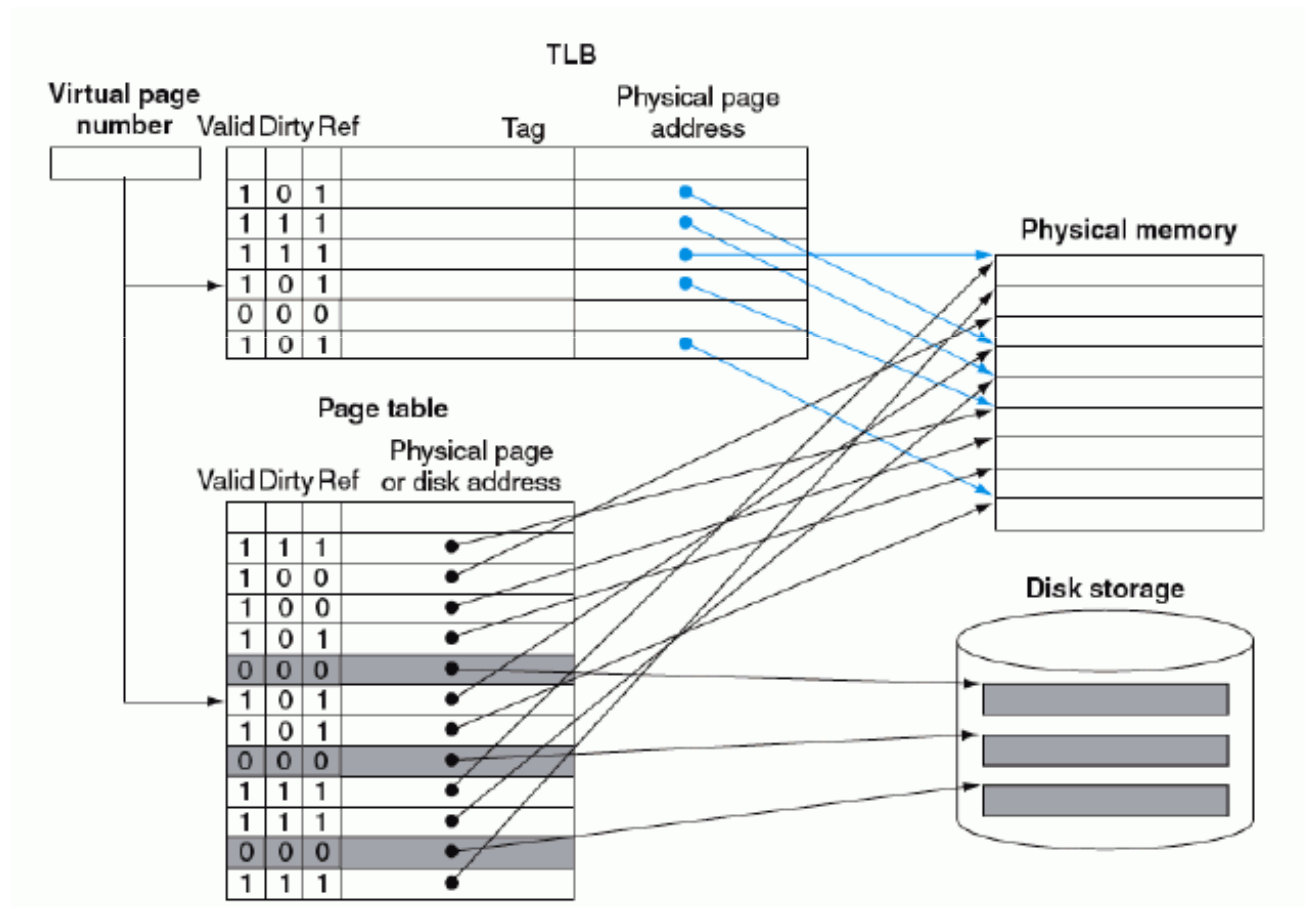 TLB
Virtual page
number
Valid Dirty Ref Tag Physical page
address
1 0 1
1 1 1
1 1 1
1 0 1
0 0 0
1 0 1
Physical memory
Page table
Valid Dirty Ref Physical page
or disk address
1 1 1
1 0 0
1 0 0
1 0 1
0 0 0
1 0 1
1 0 1
0 0 0
1 1 1
1 1 1
0 0 0
1 1 1
Disk storage